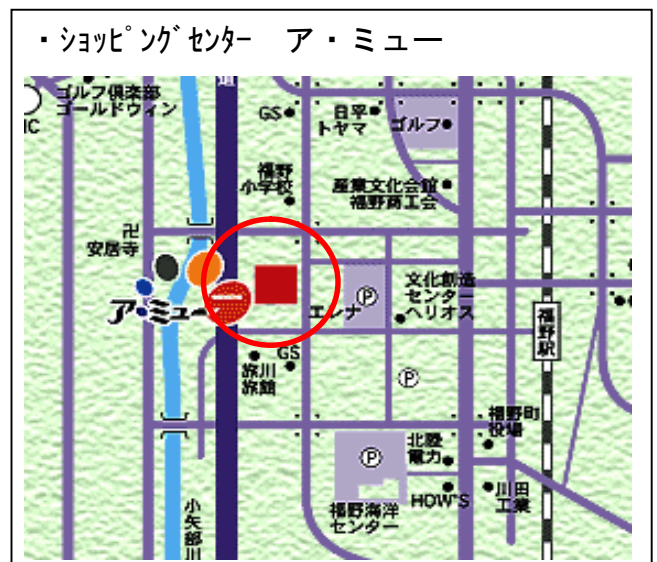 ・ｼｮｯﾋﾟﾝｸﾞｾﾝﾀｰ　ア・ミュー
道
ゴルフ倶楽部
ゴールドウィン
IC
GS
日平
トヤマ
ゴルフ
福野
小学校
産業文化会館
福野商工会
卍
安居寺
ア・ミュー
エレナ
P
文化創造
センター
ヘリオス
福野駅
GS
旅川
旅館
P
福野町
役場
北陸
電力
P
HOW'S
川田
工業
福野海洋
センター
小矢部川